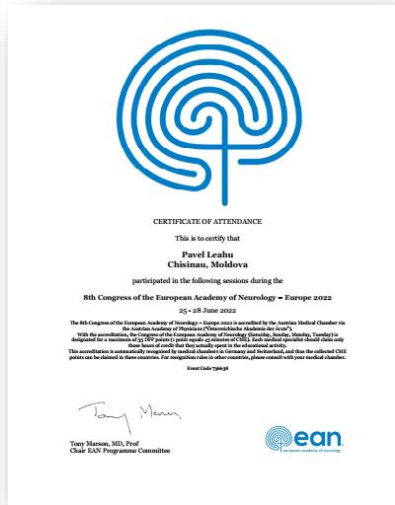 CERTIFICATE OF ATTENDANCE
This is to certify that
Pavel Leahu
Chisinau, Moldova
participated in the following sessions during the
8th Congress of the European Academy of Neurology – Europe 2022
25 - 28 June 2022
The 8th Congress of the European Academy of Neurology – Europe 2022 is accredited by the Austrian Medical Chamber via
the Austrian Academy of Physicians ("Österreichische Akademie der Ärzte").
With the accreditation, the Congress of the European Academy of Neurology (Saturday, Sunday, Monday, Tuesday) is
designated for a maximum of 35 DFP points (1 point equals 45 minutes of CME). Each medical specialist should claim only
those hours of credit that they actually spent in the educational activity.
This accreditation is automatically recognised by medical chambers in Germany and Switzerland, and thus the collected CME
points can be claimed in these countries. For recognition rules in other countries, please consult with your medical chamber.
Event Code
Tony Marson
Tony Marson, MD, Prof
Chair EAN Programme Committee
ean
european academy of neurology